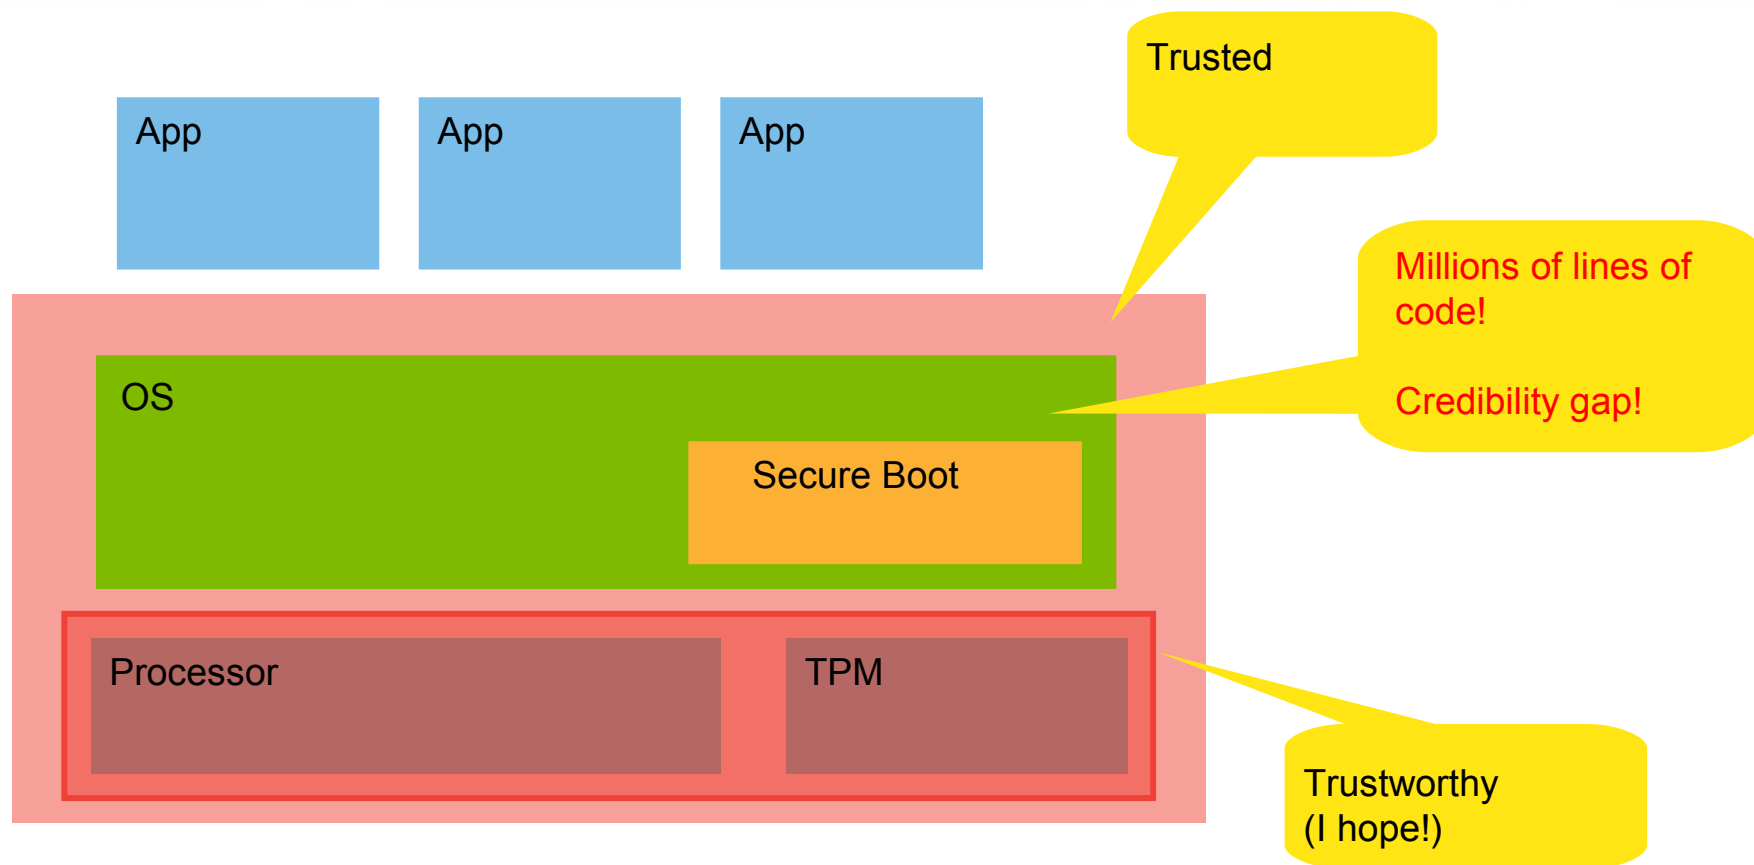 Trusted
App
App
App
Millions of lines of
code!
Credibility gap!
OS
Secure Boot
Processor
TPM
Trustworthy
(I hope!)